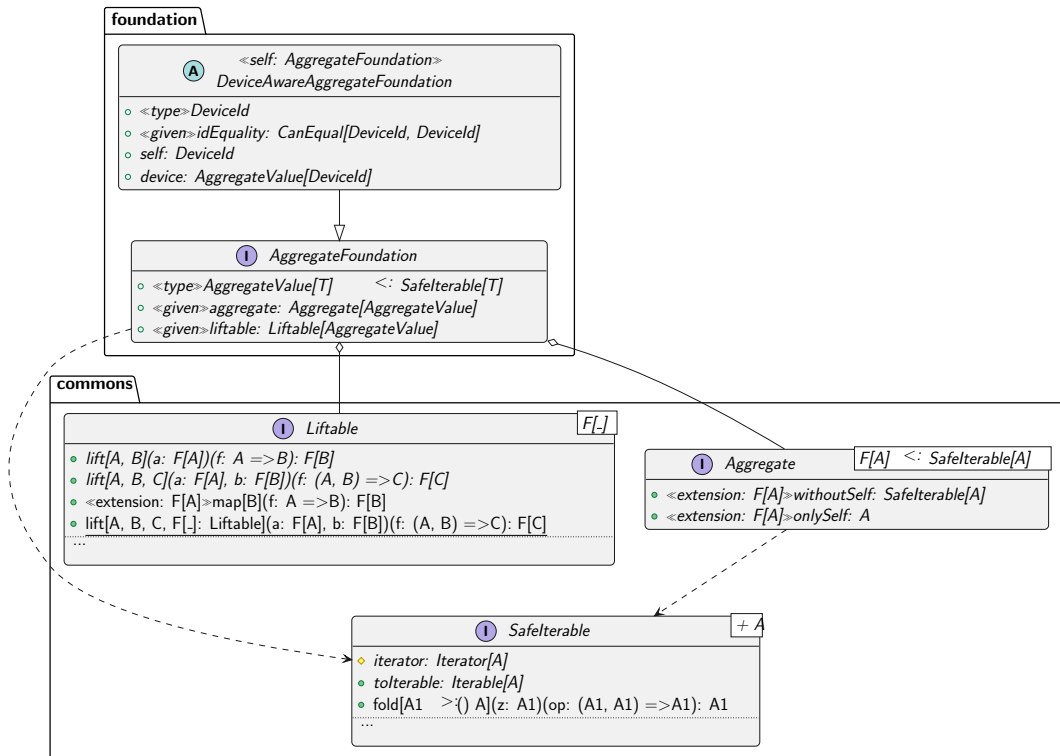 foundation
A
«self: AggregateFoundation»
DeviceAwareAggregateFoundation
«type»DeviceId
«given»idEquality: CanEqual[DeviceId, DeviceId]
self: DeviceId
device: AggregateValue[DeviceId]
I AggregateFoundation
«type»AggregateValue[T] <: SafeIterable[T]
«given»aggregate: Aggregate[AggregateValue]
«given»liftable: Liftable[AggregateValue]
commons
I Liftable
F[_]
lift[A, B](a: F[A])(f: A =>B): F[B]
lift[A, B, C](a: F[A], b: F[B])(f: (A, B) =>C): F[C]
«extension: F[A]»map[B](f: A =>B): F[B]
lift[A, B, C, F[_]: Liftable](a: F[A], b: F[B])(f: (A, B) =>C): F[C]
...
I Aggregate
F[A] <: SafeIterable[A]
«extension: F[A]»withoutSelf: SafeIterable[A]
«extension: F[A]»onlySelf: A
I SafeIterable
+ A
iterator: Iterator[A]
toIterable: Iterable[A]
fold[A1 >:() A](z: A1)(op: (A1, A1) =>A1): A1
...